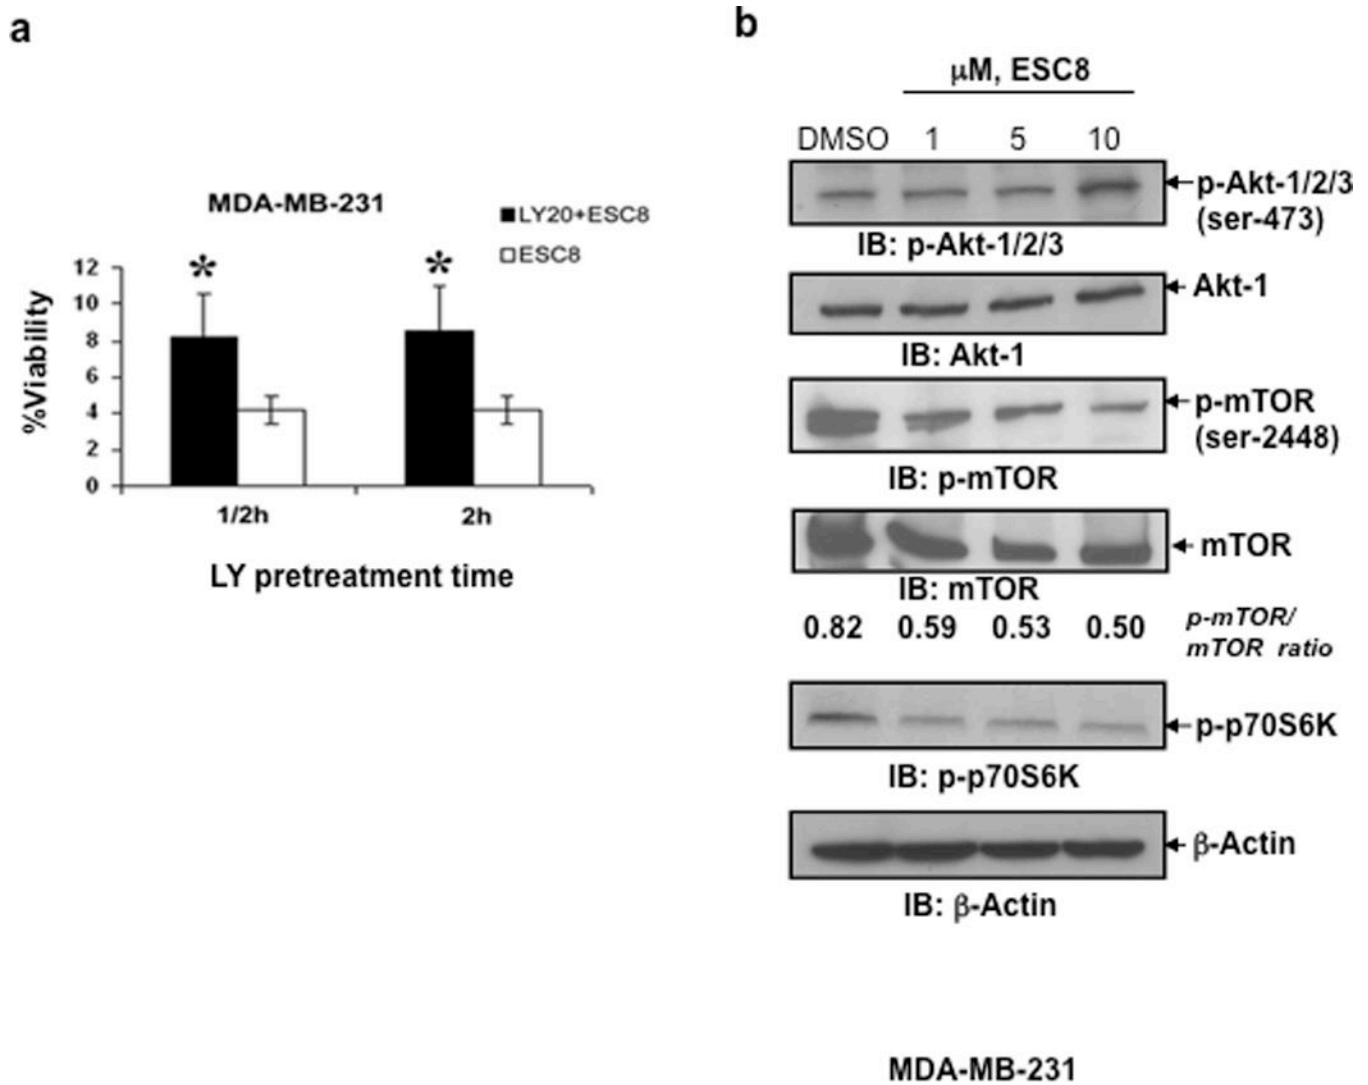 a
MDA-MB-231
LY20+ESC8
ESC8
12
10
8
6
4
2
0
%Viability
* *
1/2h 2h
LY pretreatment time
b
μM, ESC8
DMSO 1 5 10
p-Akt-1/2/3
(ser-473)
IB: p-Akt-1/2/3
Akt-1
IB: Akt-1
p-mTOR
(ser-2448)
IB: p-mTOR
mTOR
IB: mTOR
0.82 0.59 0.53 0.50 p-mTOR/
mTOR ratio
p-p70S6K
IB: p-p70S6K
β-Actin
IB: β-Actin
MDA-MB-231